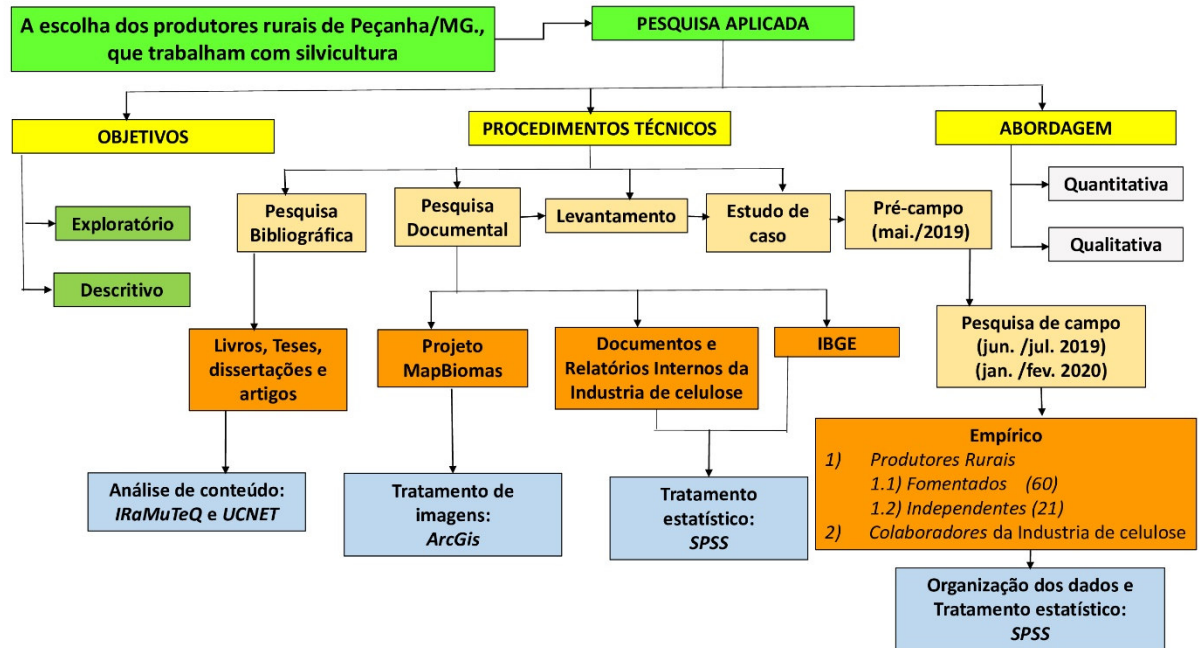 A escolha dos produtores rurais de Peçanha/MG.,
que trabalham com silvicultura
PESQUISA APLICADA
OBJETIVOS
PROCEDIMENTOS TÉCNICOS
ABORDAGEM
Exploratório
Descritivo
Pesquisa
Bibliográfica
Pesquisa
Documental
Levantamento
Estudo de
caso
Pré-campo
(mai./2019)
Quantitativa
Qualitativa
Livros, Teses,
dissertações e
artigos
Projeto
MapBiomas
Documentos e
Relatórios Internos da
Industria de celulose
IBGE
Pesquisa de campo
(jun. /jul. 2019)
(jan. /fev. 2020)
Análise de conteúdo:
IRaMuTeQ e UCNET
Tratamento de
imagens:
ArcGis
Tratamento
estatístico:
SPSS
Empírico
1) Produtores Rurais
1.1) Fomentados (60)
1.2) Independentes (21)
2) Colaboradores da Industria de celulose
Organização dos dados e
Tratamento estatístico:
SPSS